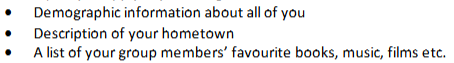 • Demographic information about all of you
• Description of your hometown
• A list of your group members' favourite books, music, films etc.